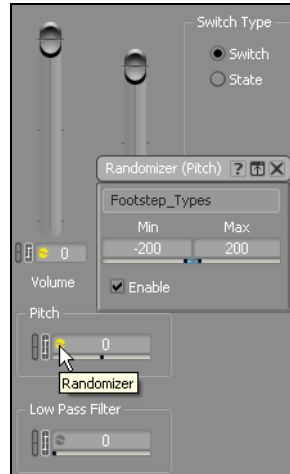 Switch Type
Switch
State
Randomizer (Pitch) ?
Footstep_Types
Min Max
-200 200
Enable
0
Volume
Pitch
0
Randomizer
Low Pass Filter
0